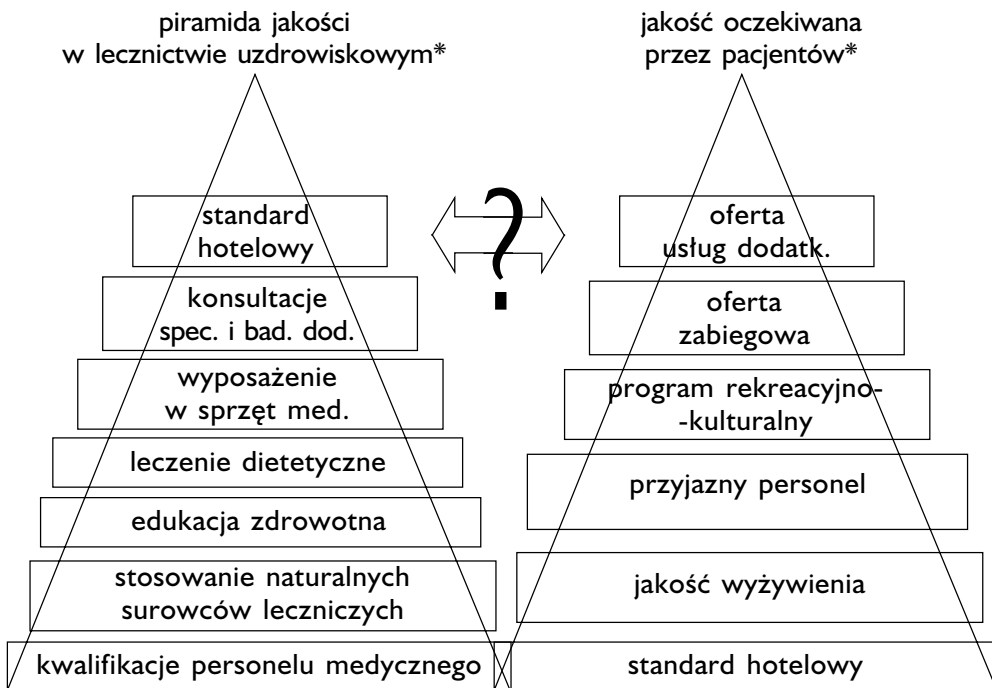 piramida jakości
w lecznictwie uzdrowiskowym*
standard
hotelowy
konsultacje
spec. i bad. dod.
wyposażenie
w sprzęt med.
leczenie dietetyczne
edukacja zdrowotna
stosowanie naturalnych
surowców leczniczych
kwalifikacje personelu medycznego
?
jakość oczekiwana
przez pacjentów*
oferta
usług dodatk.
oferta
zabiegowa
program rekreacyjno-
-kulturalny
przyjazny personel
jakość wyżywienia
standard hotelowy